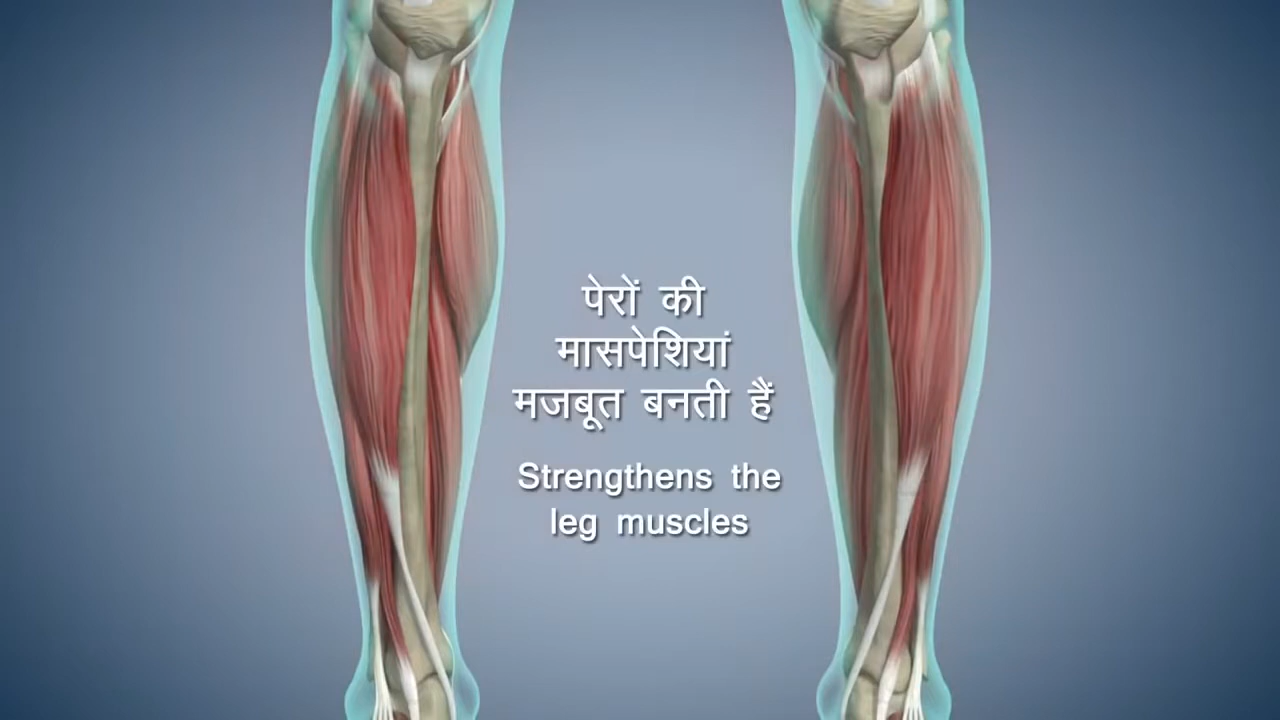 पेरों की
मासपेशियां
मजबूत बनती हैं
Strengthens the
leg muscles